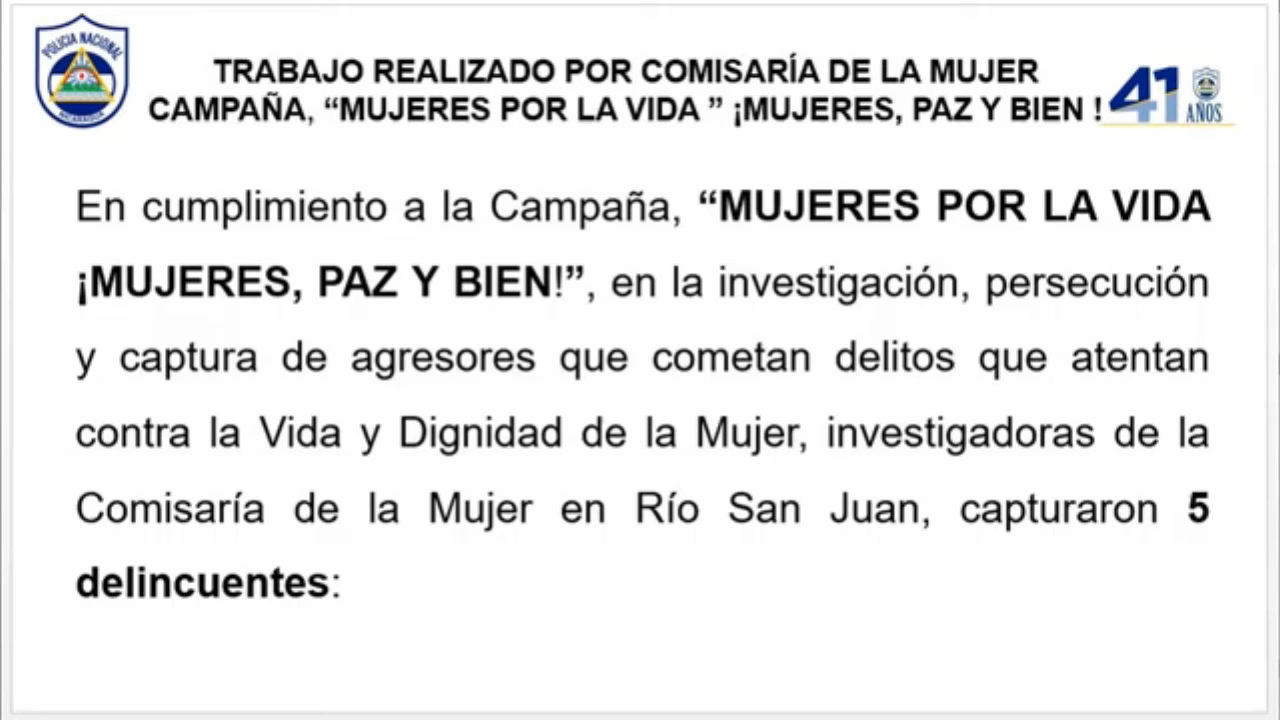 POLICIA NACIONAL
NICARAGUA
TRABAJO REALIZADO POR COMISARÍA DE LA MUJER
CAMPAÑA, “MUJERES POR LA VIDA ” ¡MUJERES, PAZ Y BIEN !
41 AÑOS
En cumplimiento a la Campaña, “MUJERES POR LA VIDA
¡MUJERES, PAZ Y BIEN!”, en la investigación, persecución
y captura de agresores que cometan delitos que atentan
contra la Vida y Dignidad de la Mujer, investigadoras de la
Comisaría de la Mujer en Río San Juan, capturaron 5
delincuentes: